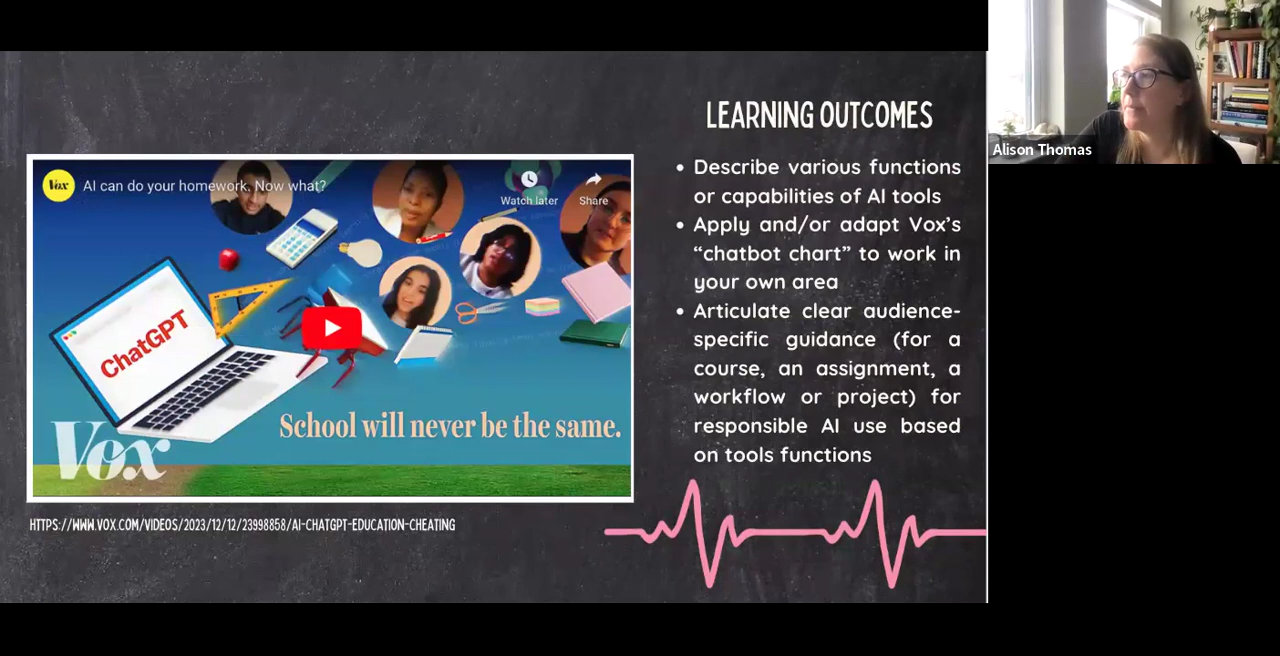 LEARNING OUTCOMES
Vox
AI can do your homework. Now what?
Watch later
Share
ChatGPT
School will never be the same.
Vox
HTTPS://WWW.VOX.COM/VIDEOS/2023/12/12/23998858/AI-CHATGPT-EDUCATION-CHEATING
• Describe various functions
or capabilities of AI tools
• Apply and/or adapt Vox's
“chatbot chart” to work in
your own area
• Articulate clear audience-
specific guidance (for a
course, an assignment, a
workflow or project) for
responsible AI use based
on tools functions
Alison Thomas